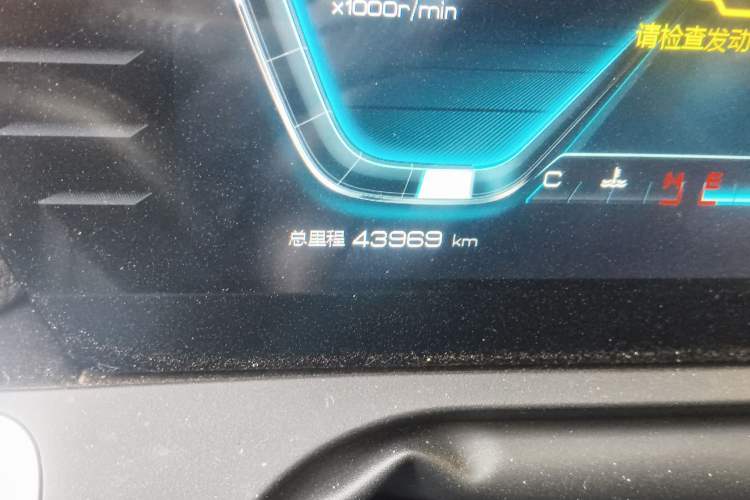 x1000r/min
请检查发动
C
H
E
总里程 43969 km